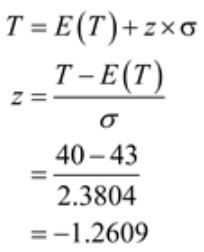 T = E(T) + z × σ
z = (T − E(T)) / σ
= (40 − 43) / 2.3804
= −1.2609